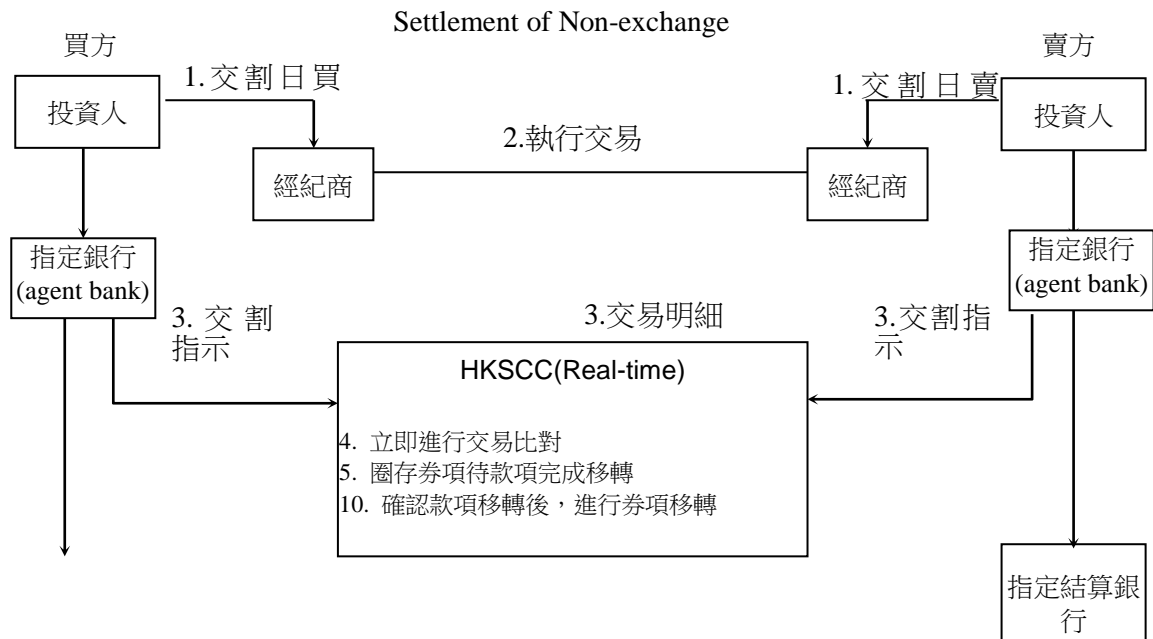 Settlement of Non-exchange
買方
賣方
1.交割日買
1.交割日賣
投資人
投資人
2.執行交易
經紀商
經紀商
指定銀行
(agent bank)
指定銀行
(agent bank)
3. 交割
指示
3.交易明細
3.交割指
示
HKSCC(Real-time)
4. 立即進行交易比對
5. 圈存券項待款項完成移轉
10. 確認款項移轉後，進行券項移轉
指定結算銀
行